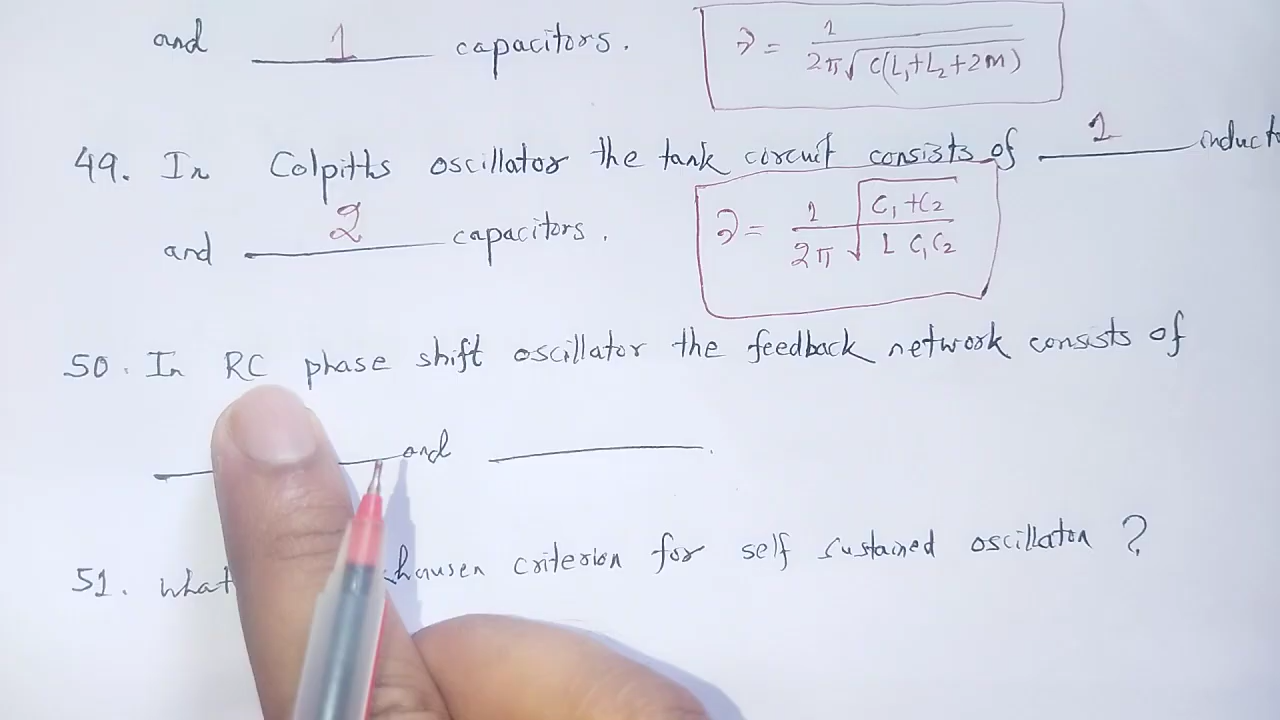 and 1 capacitors.
ν = 1 / 2π√C(L₁+L₂+2M)
49. In Colpitts oscillator the tank circuit consists of 1
and 2 capacitors.
ν = 1/2π √C₁+C₂ / L C₁C₂
50. In RC phase shift oscillator the feedback network consists of
and .
51. What criterion for self sustained oscillation ?